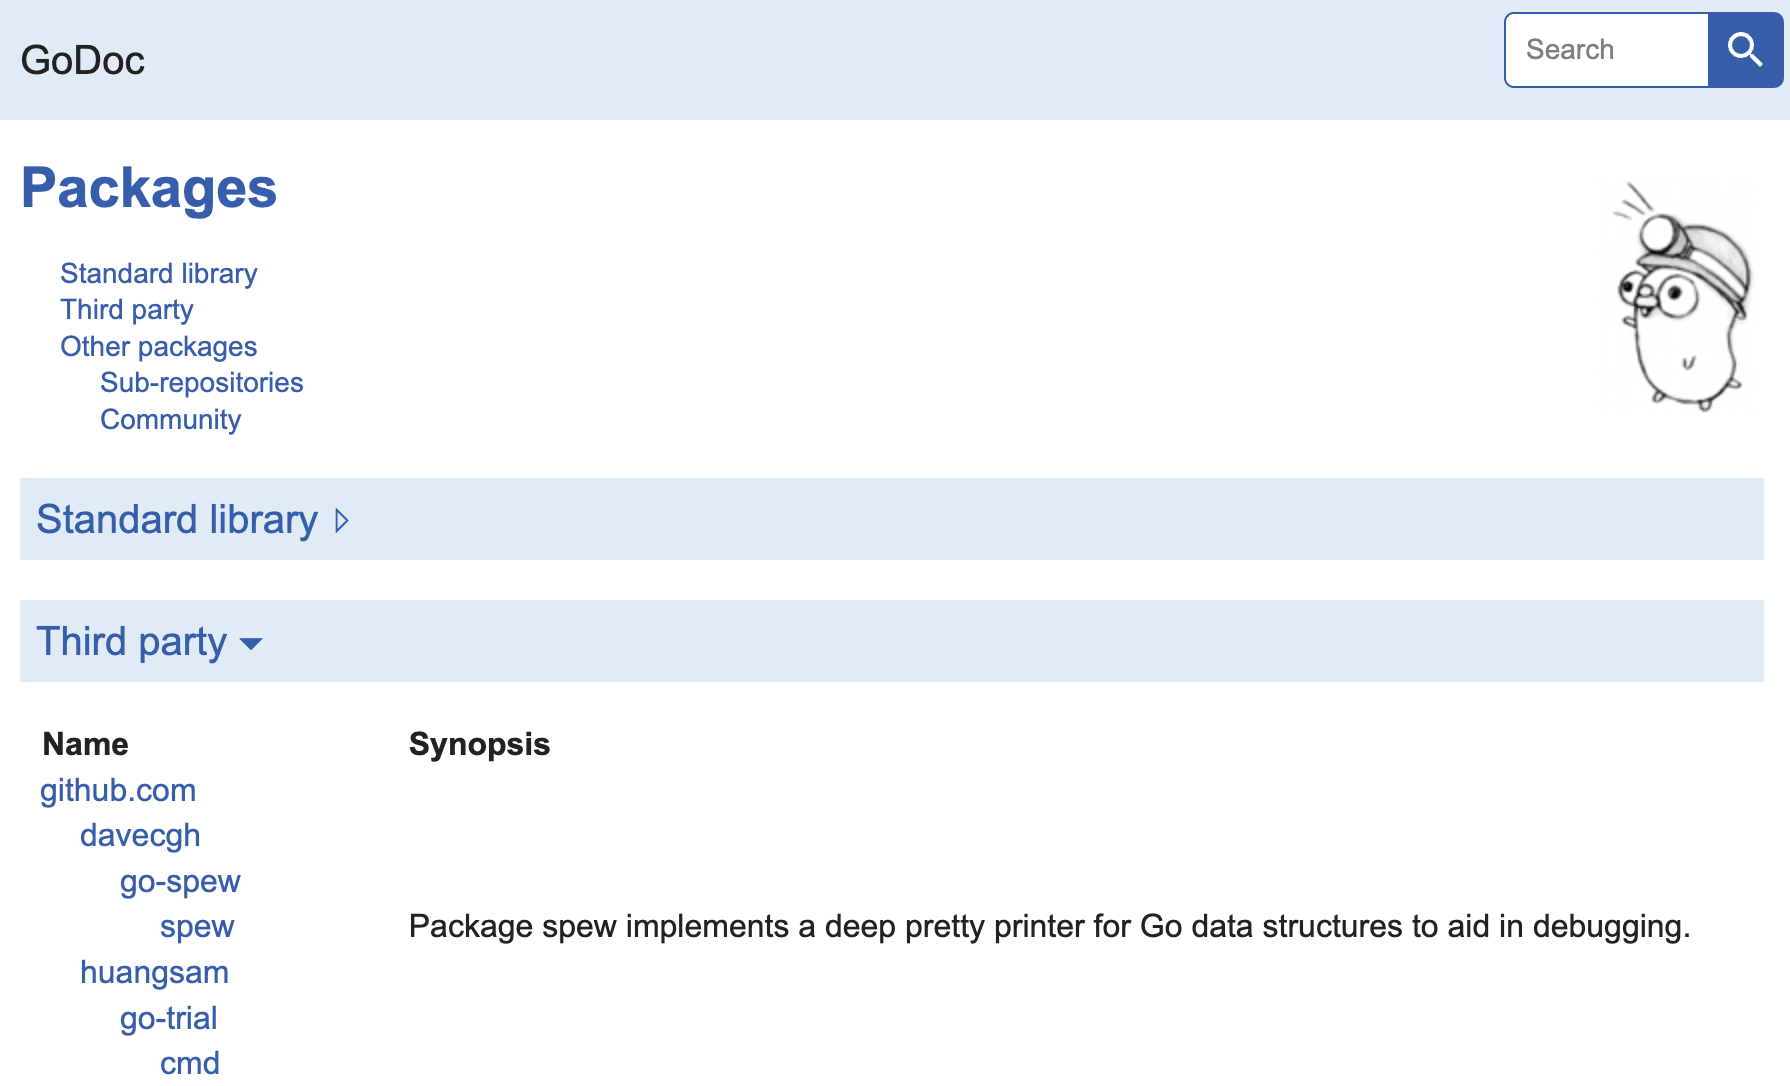 GoDoc
Search
Packages
Standard library
Third party
Other packages
Sub-repositories
Community
Standard library ▹
Third party ▾
Name Synopsis
github.com
davecgh
go-spew
spew Package spew implements a deep pretty printer for Go data structures to aid in debugging.
huangsam
go-trial
cmd